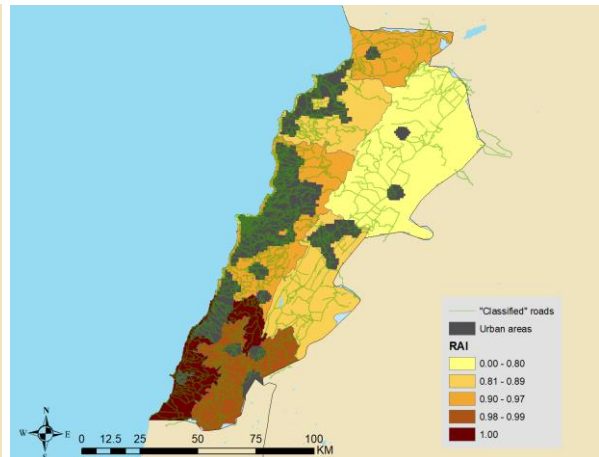 "Classified" roads
Urban areas
RAI
0.00 - 0.80
0.81 - 0.89
0.90 - 0.97
0.98 - 0.99
1.00
N
W E
S
0 12.5 25 50 75 100
KM